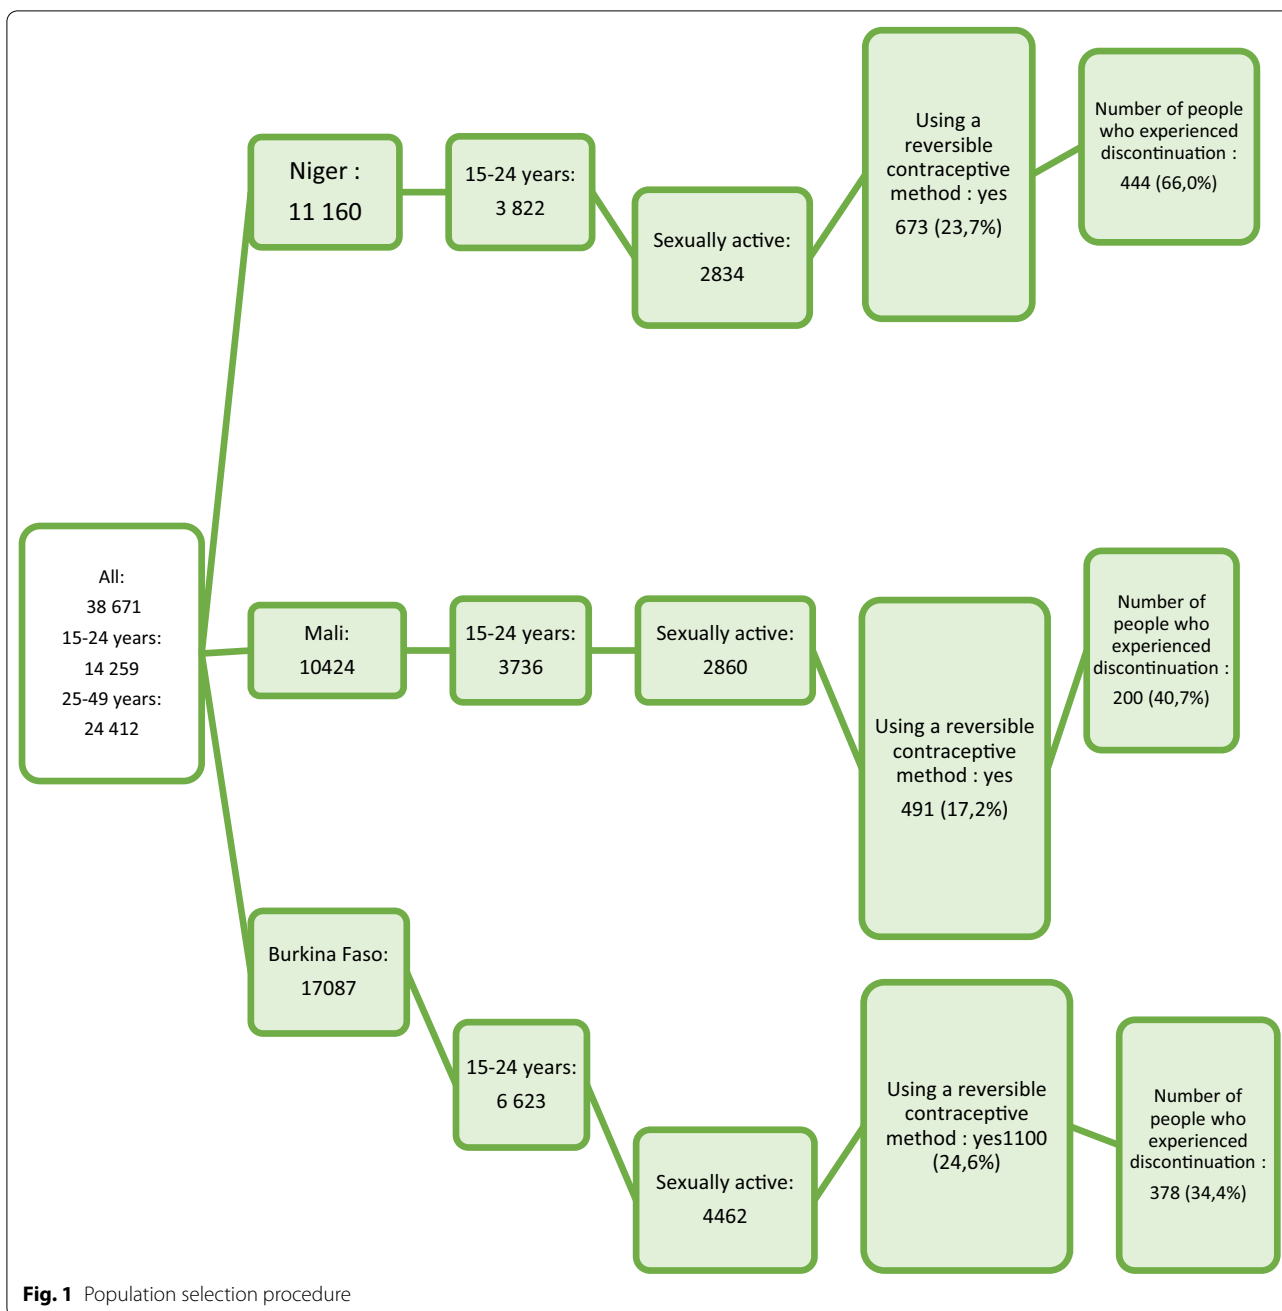 All:
38 671
15-24 years:
14 259
25-49 years:
24 412
Niger :
11 160
15-24 years:
3 822
Sexually active:
2834
Using a
reversible
contraceptive
method : yes
673 (23,7%)
Number of people
who experienced
discontinuation :
444 (66,0%)
Mali:
10424
15-24 years:
3736
Sexually active:
2860
Using a reversible
contraceptive
method : yes
491 (17,2%)
Number of
people who
experienced
discontinuation :
200 (40,7%)
Burkina Faso:
17087
15-24 years:
6 623
Sexually active:
4462
Using a reversible
contraceptive
method : yes1100
(24,6%)
Number of
people who
experienced
discontinuation :
378 (34,4%)
Fig. 1 Population selection procedure